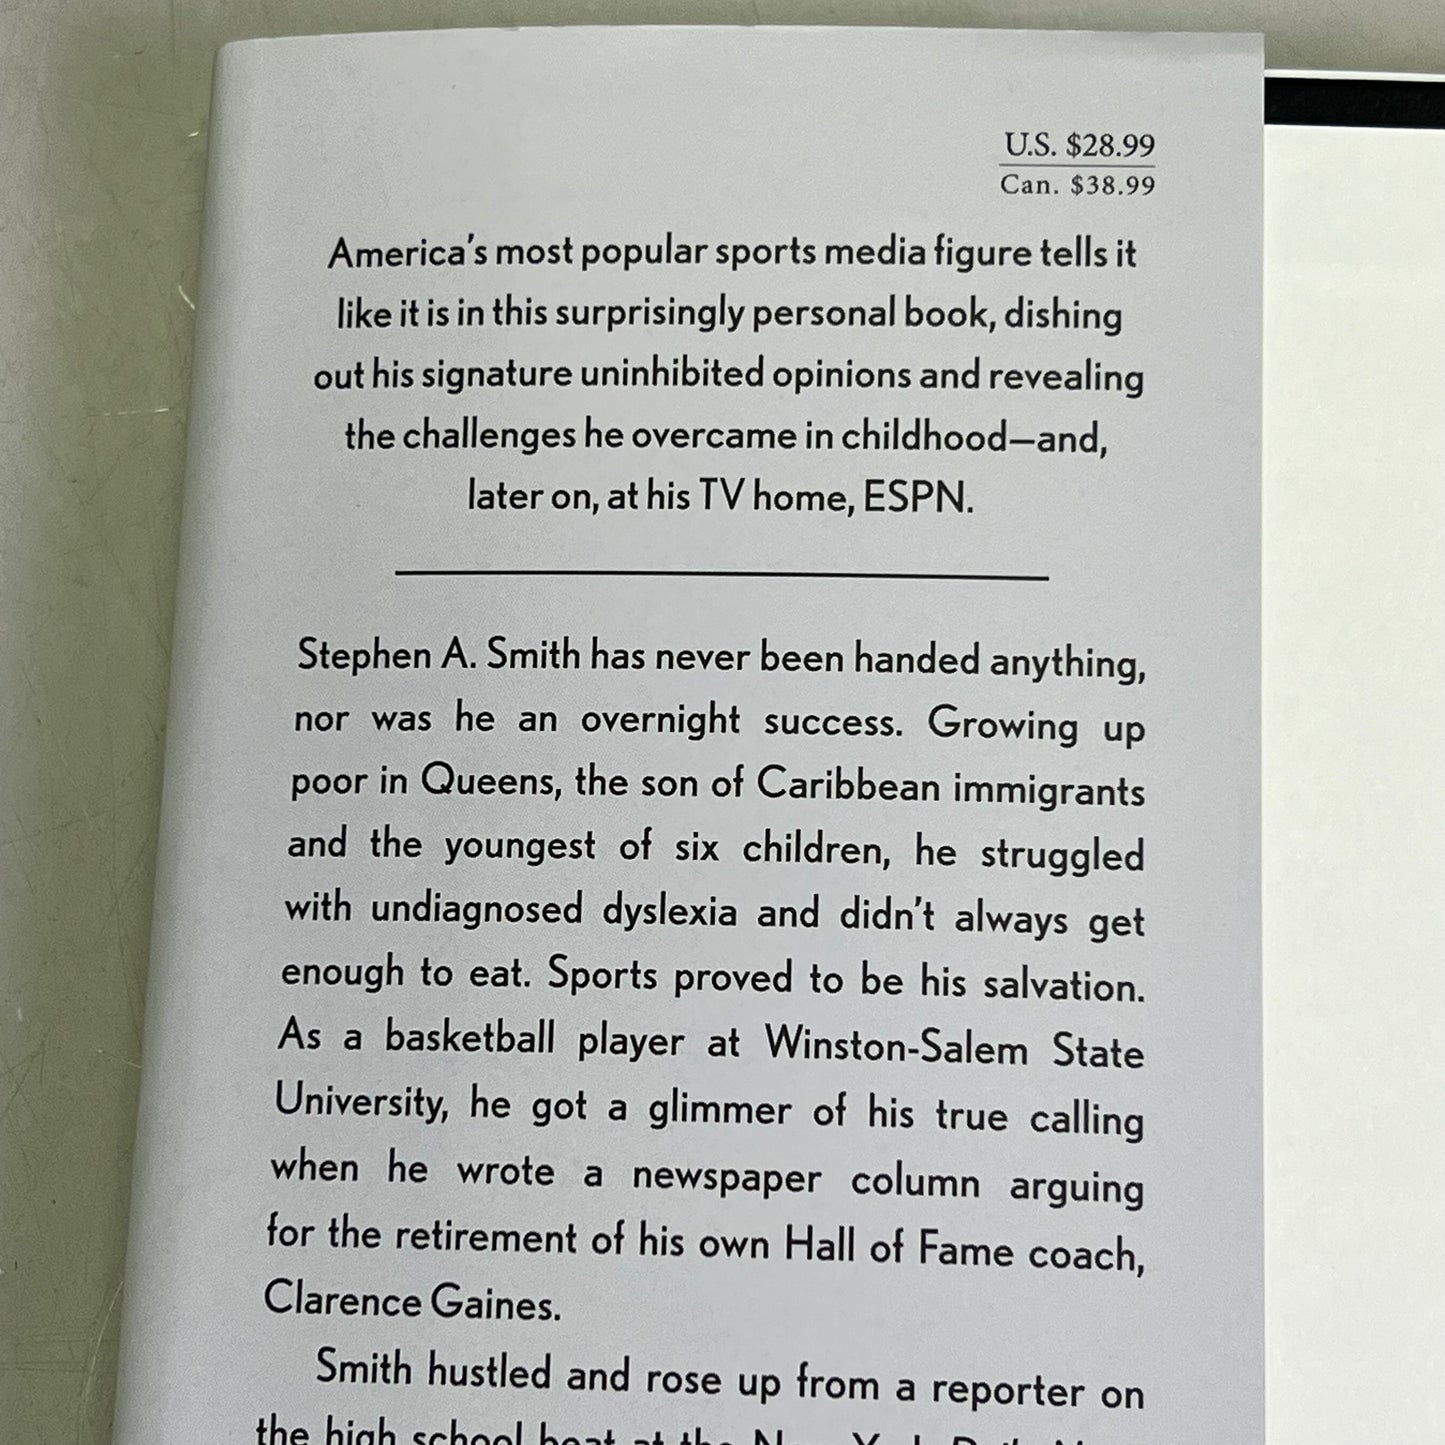 U.S. $28.99
Can. $38.99
America's most popular sports media figure tells it
like it is in this surprisingly personal book, dishing
out his signature uninhibited opinions and revealing
the challenges he overcame in childhood—and,
later on, at his TV home, ESPN.
Stephen A. Smith has never been handed anything,
nor was he an overnight success. Growing up
poor in Queens, the son of Caribbean immigrants
and the youngest of six children, he struggled
with undiagnosed dyslexia and didn't always get
enough to eat. Sports proved to be his salvation.
As a basketball player at Winston-Salem State
University, he got a glimmer of his true calling
when he wrote a newspaper column arguing
for the retirement of his own Hall of Fame coach,
Clarence Gaines.
Smith hustled and rose up from a reporter on
the high school beat at the